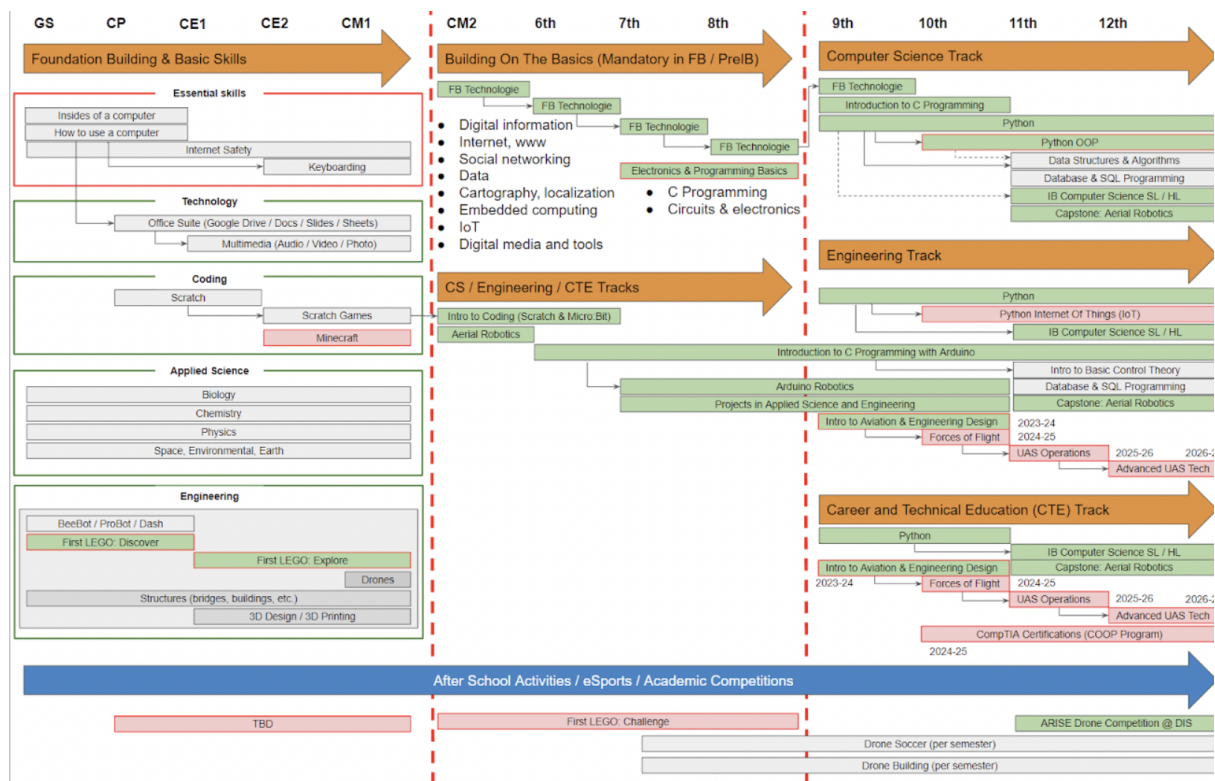 GS CP CE1 CE2 CM1 CM2 6th 7th 8th 9th 10th 11th 12th
Foundation Building & Basic Skills
Essential skills
Insides of a computer
How to use a computer
Internet Safety
Keyboarding
Technology
Office Suite (Google Drive / Docs / Slides / Sheets)
Multimedia (Audio / Video / Photo)
Coding
Scratch
Scratch Games
Minecraft
Applied Science
Biology
Chemistry
Physics
Space, Environmental, Earth
Engineering
BeeBot / ProBot / Dash
First LEGO: Discover
First LEGO: Explore
Drones
Structures (bridges, buildings, etc.)
3D Design / 3D Printing
Building On The Basics (Mandatory in FB / PreIB)
FB Technologie
FB Technologie
FB Technologie
FB Technologie
● Digital information
● Internet, www
● Social networking
● Data
● Cartography, localization
● Embedded computing
● IoT
● Digital media and tools
Electronics & Programming Basics
● C Programming
● Circuits & electronics
CS / Engineering / CTE Tracks
Intro to Coding (Scratch & Micro:Bit)
Aerial Robotics
Introduction to C Programming with Arduino
Arduino Robotics
Projects in Applied Science and Engineering
Computer Science Track
FB Technologie
Introduction to C Programming
Python
Python OOP
Data Structures & Algorithms
Database & SQL Programming
IB Computer Science SL / HL
Capstone: Aerial Robotics
Engineering Track
Python
Python Internet Of Things (IoT)
IB Computer Science SL / HL
Intro to Basic Control Theory
Database & SQL Programming
Capstone: Aerial Robotics
Intro to Aviation & Engineering Design 2023-24
Forces of Flight 2024-25
UAS Operations 2025-26 2026-2
Advanced UAS Tech
Career and Technical Education (CTE) Track
Python
IB Computer Science SL / HL
Intro to Aviation & Engineering Design Capstone: Aerial Robotics
2023-24 Forces of Flight 2024-25
UAS Operations 2025-26 2026-2
Advanced UAS Tech
CompTIA Certifications (COOP Program)
2024-25
After School Activities / eSports / Academic Competitions
TBD
First LEGO: Challenge
ARISE Drone Competition @ DIS
Drone Soccer (per semester)
Drone Building (per semester)